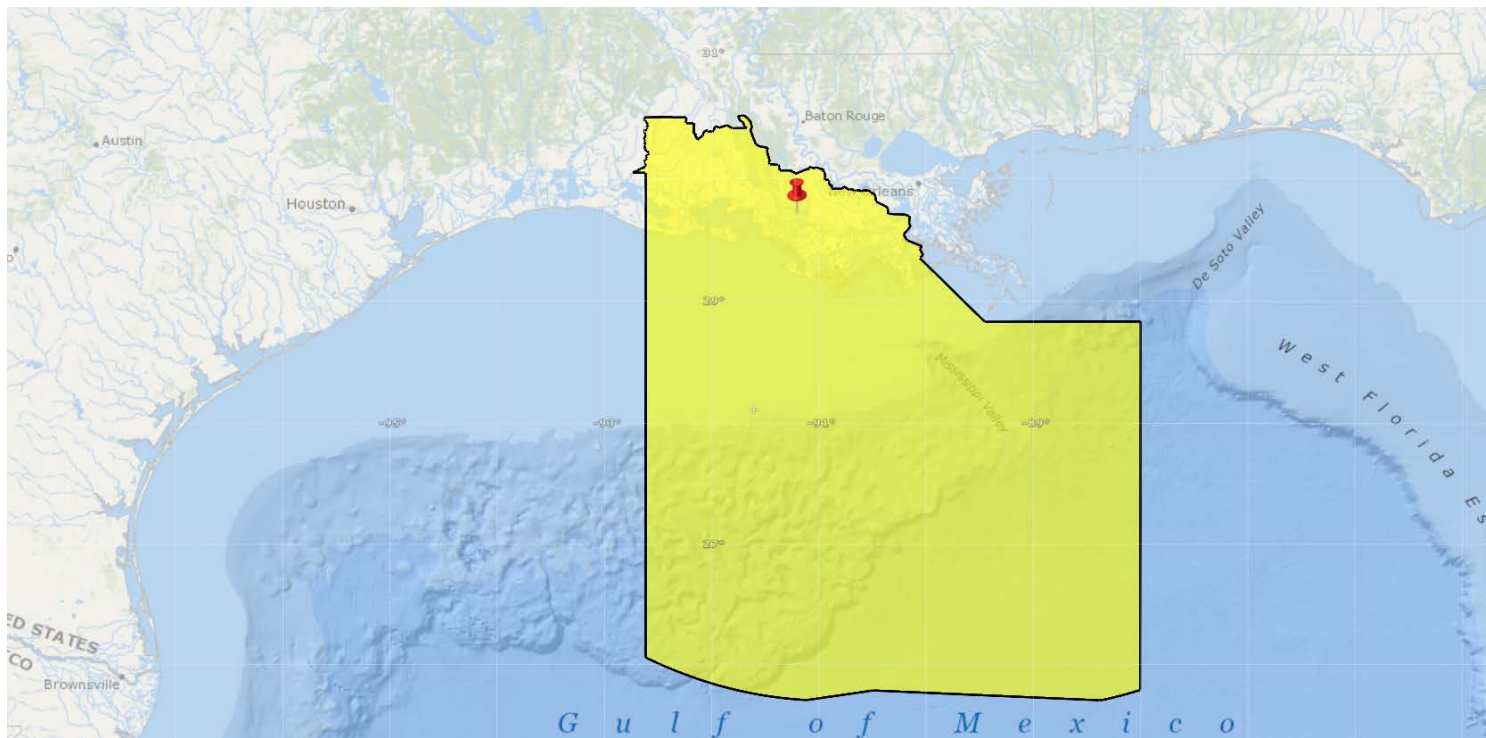 31°
Baton Rouge
Austin
Houston
New Orleans
De Soto Valley
29°
West Florida Es
Mississippi Valley
-95°
-93°
-91°
-89°
27°
ED STATES
CO
Brownsville
Gulf of Mexico